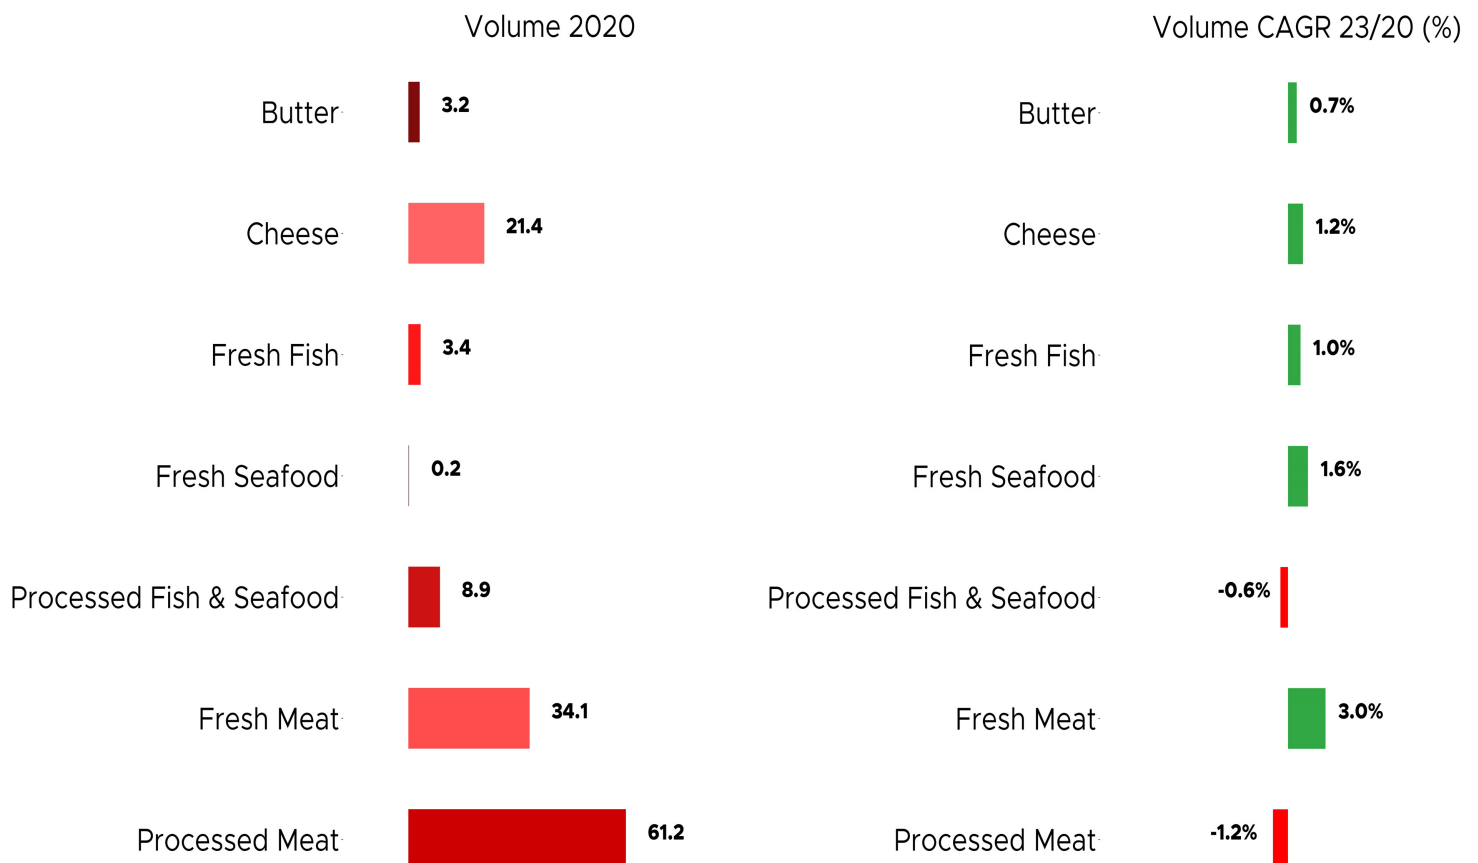 Volume 2020
Volume CAGR 23/20 (%)
Butter 3.2
Butter 0.7%
Cheese 21.4
Cheese 1.2%
Fresh Fish 3.4
Fresh Fish 1.0%
Fresh Seafood 0.2
Fresh Seafood 1.6%
Processed Fish & Seafood 8.9
Processed Fish & Seafood -0.6%
Fresh Meat 34.1
Fresh Meat 3.0%
Processed Meat 61.2
Processed Meat -1.2%